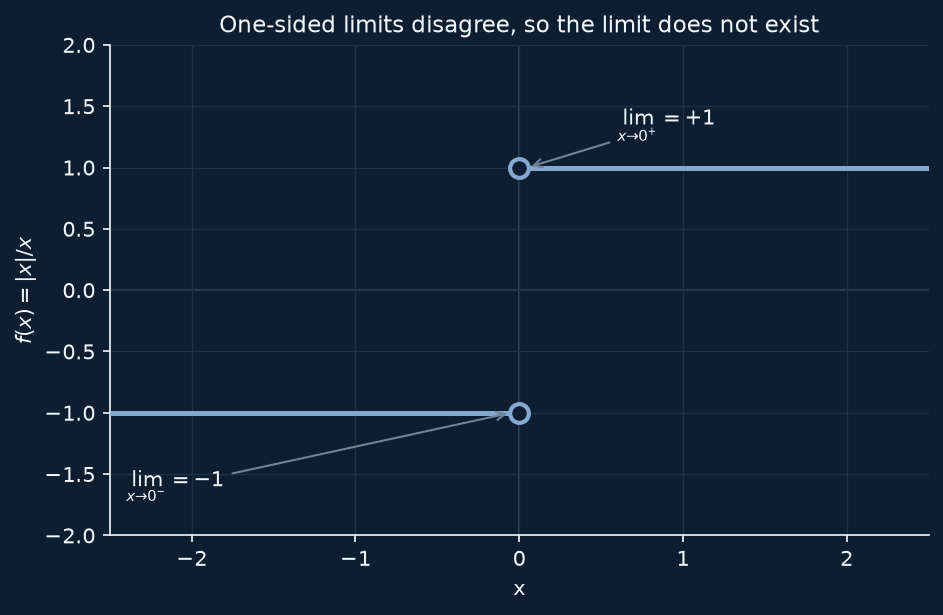 One-sided limits disagree, so the limit does not exist
2.0
1.5
1.0
0.5
0.0
−0.5
−1.0
−1.5
−2.0
f(x) = |x|/x
lim = +1
x→0⁺
lim = −1
x→0⁻
−2
−1
0
1
2
x